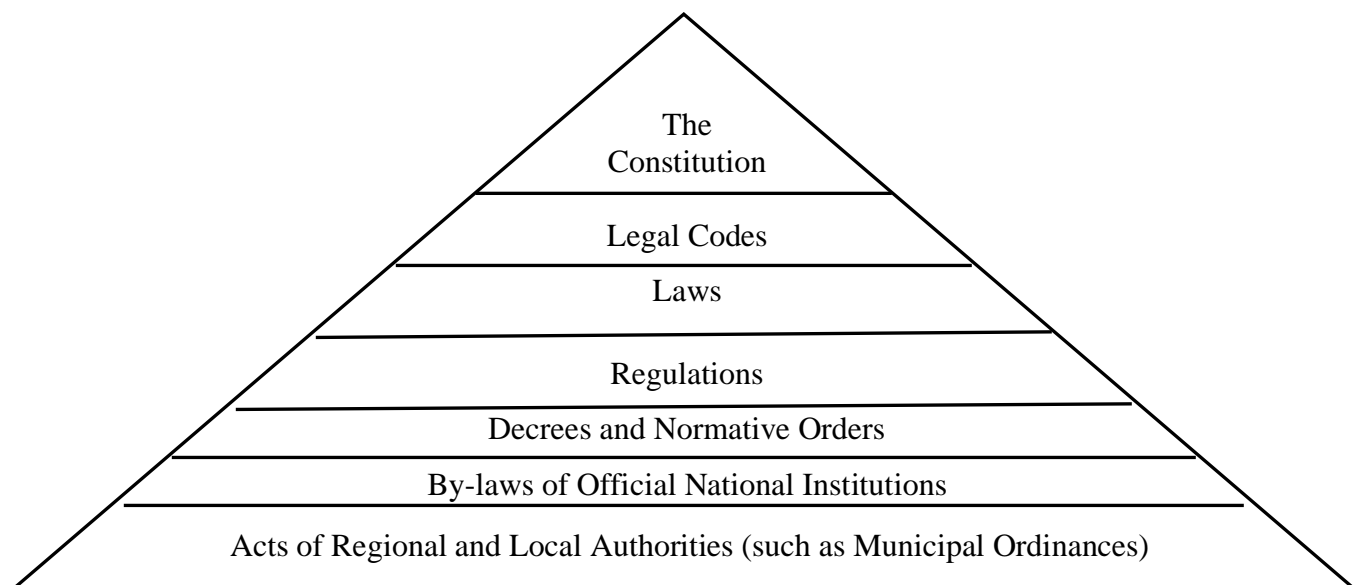 The
Constitution
Legal Codes
Laws
Regulations
Decrees and Normative Orders
By-laws of Official National Institutions
Acts of Regional and Local Authorities (such as Municipal Ordinances)